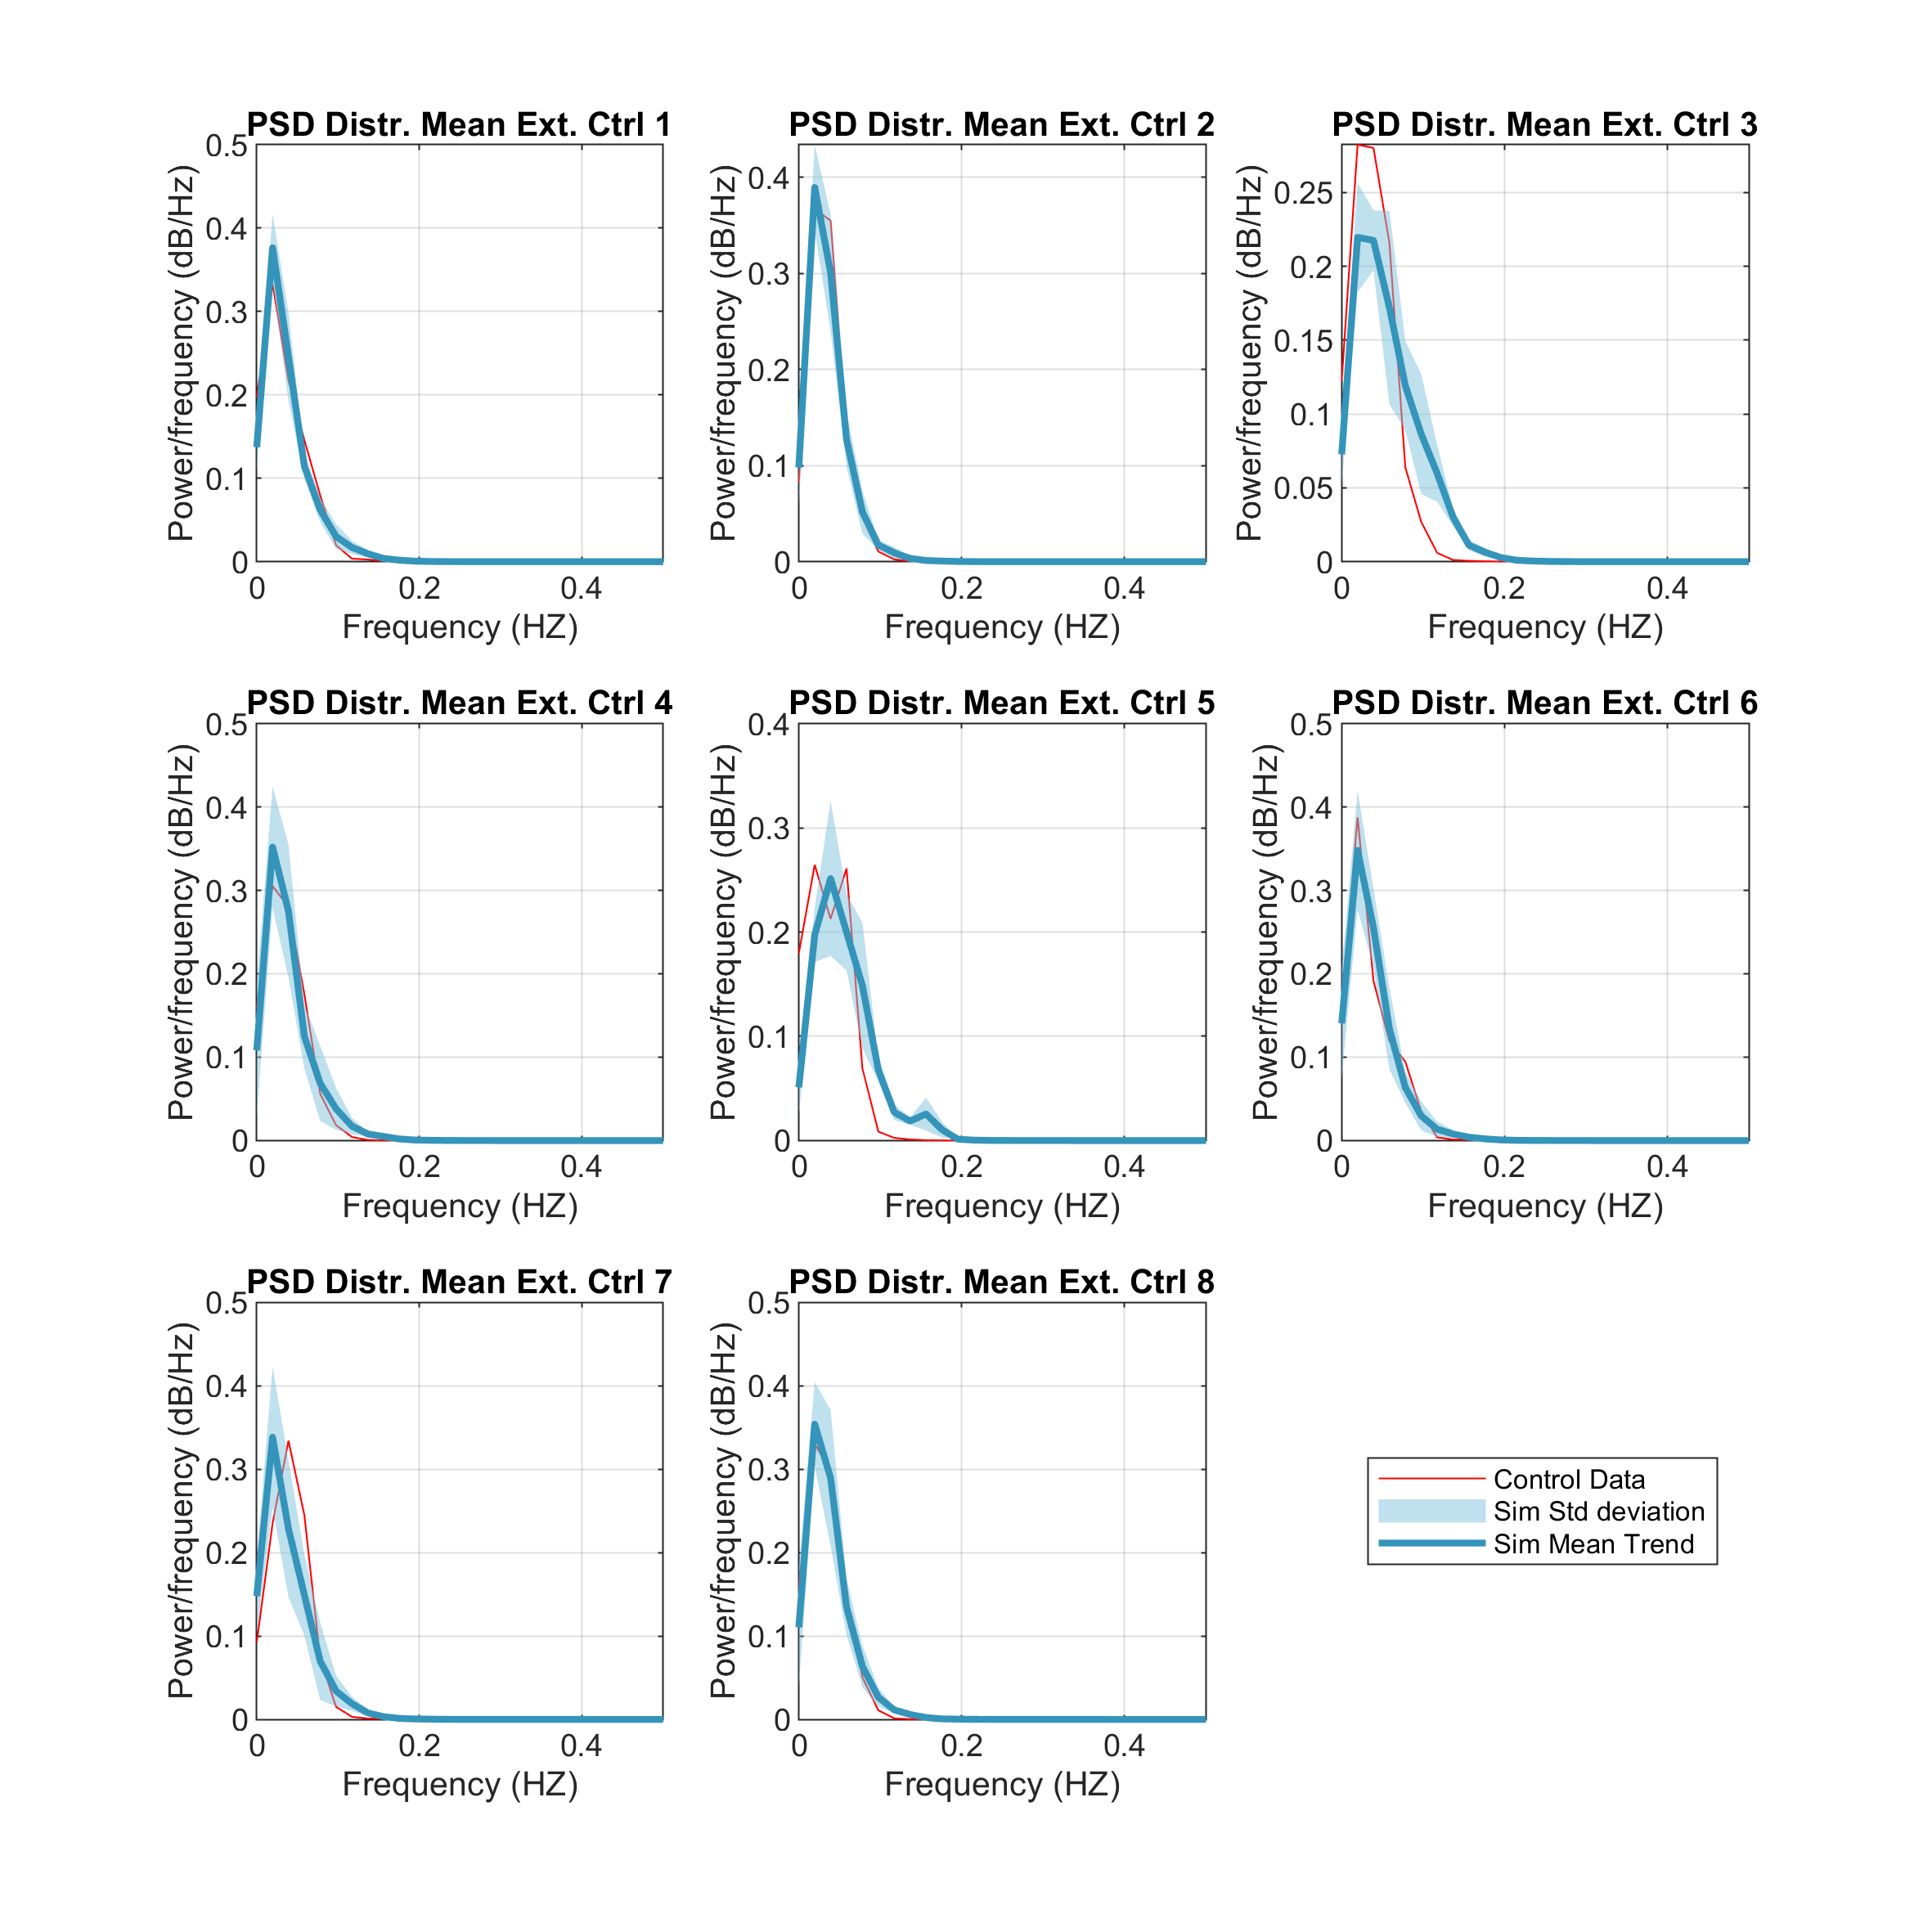 PSD Distr. Mean Ext. Ctrl 1
Power/frequency (dB/Hz)
0.5
0.4
0.3
0.2
0.1
0
0 0.2 0.4
Frequency (HZ)
PSD Distr. Mean Ext. Ctrl 2
Power/frequency (dB/Hz)
0.4
0.3
0.2
0.1
0
0 0.2 0.4
Frequency (HZ)
PSD Distr. Mean Ext. Ctrl 3
Power/frequency (dB/Hz)
0.25
0.2
0.15
0.1
0.05
0
0 0.2 0.4
Frequency (HZ)
PSD Distr. Mean Ext. Ctrl 4
Power/frequency (dB/Hz)
0.5
0.4
0.3
0.2
0.1
0
0 0.2 0.4
Frequency (HZ)
PSD Distr. Mean Ext. Ctrl 5
Power/frequency (dB/Hz)
0.4
0.3
0.2
0.1
0
0 0.2 0.4
Frequency (HZ)
PSD Distr. Mean Ext. Ctrl 6
Power/frequency (dB/Hz)
0.5
0.4
0.3
0.2
0.1
0
0 0.2 0.4
Frequency (HZ)
PSD Distr. Mean Ext. Ctrl 7
Power/frequency (dB/Hz)
0.5
0.4
0.3
0.2
0.1
0
0 0.2 0.4
Frequency (HZ)
PSD Distr. Mean Ext. Ctrl 8
Power/frequency (dB/Hz)
0.5
0.4
0.3
0.2
0.1
0
0 0.2 0.4
Frequency (HZ)
Control Data
Sim Std deviation
Sim Mean Trend